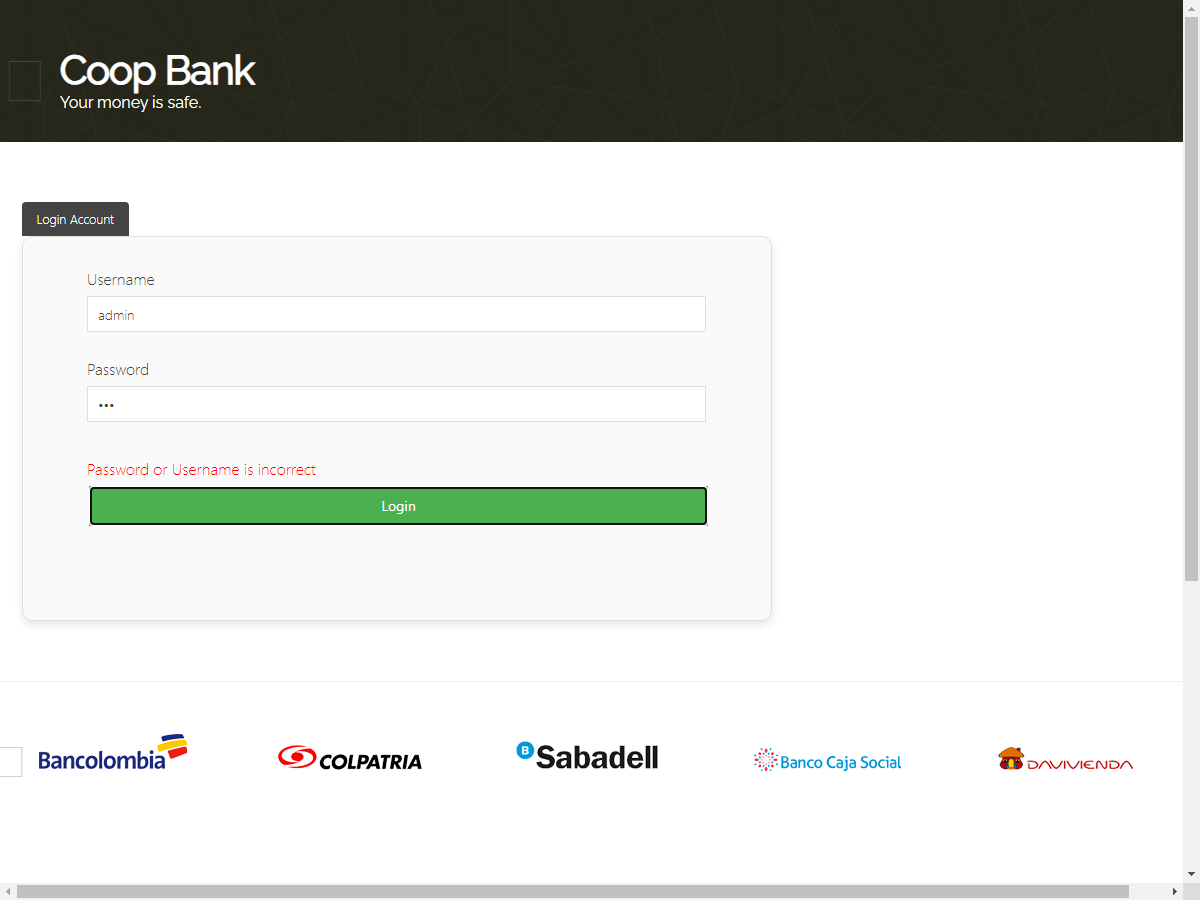 Coop Bank
Your money is safe.
Login Account
Username
admin
Password
•••
Password or Username is incorrect
Login
Bancolombia
COLPATRIA
B Sabadell
Banco Caja Social
DAVIVIENDA